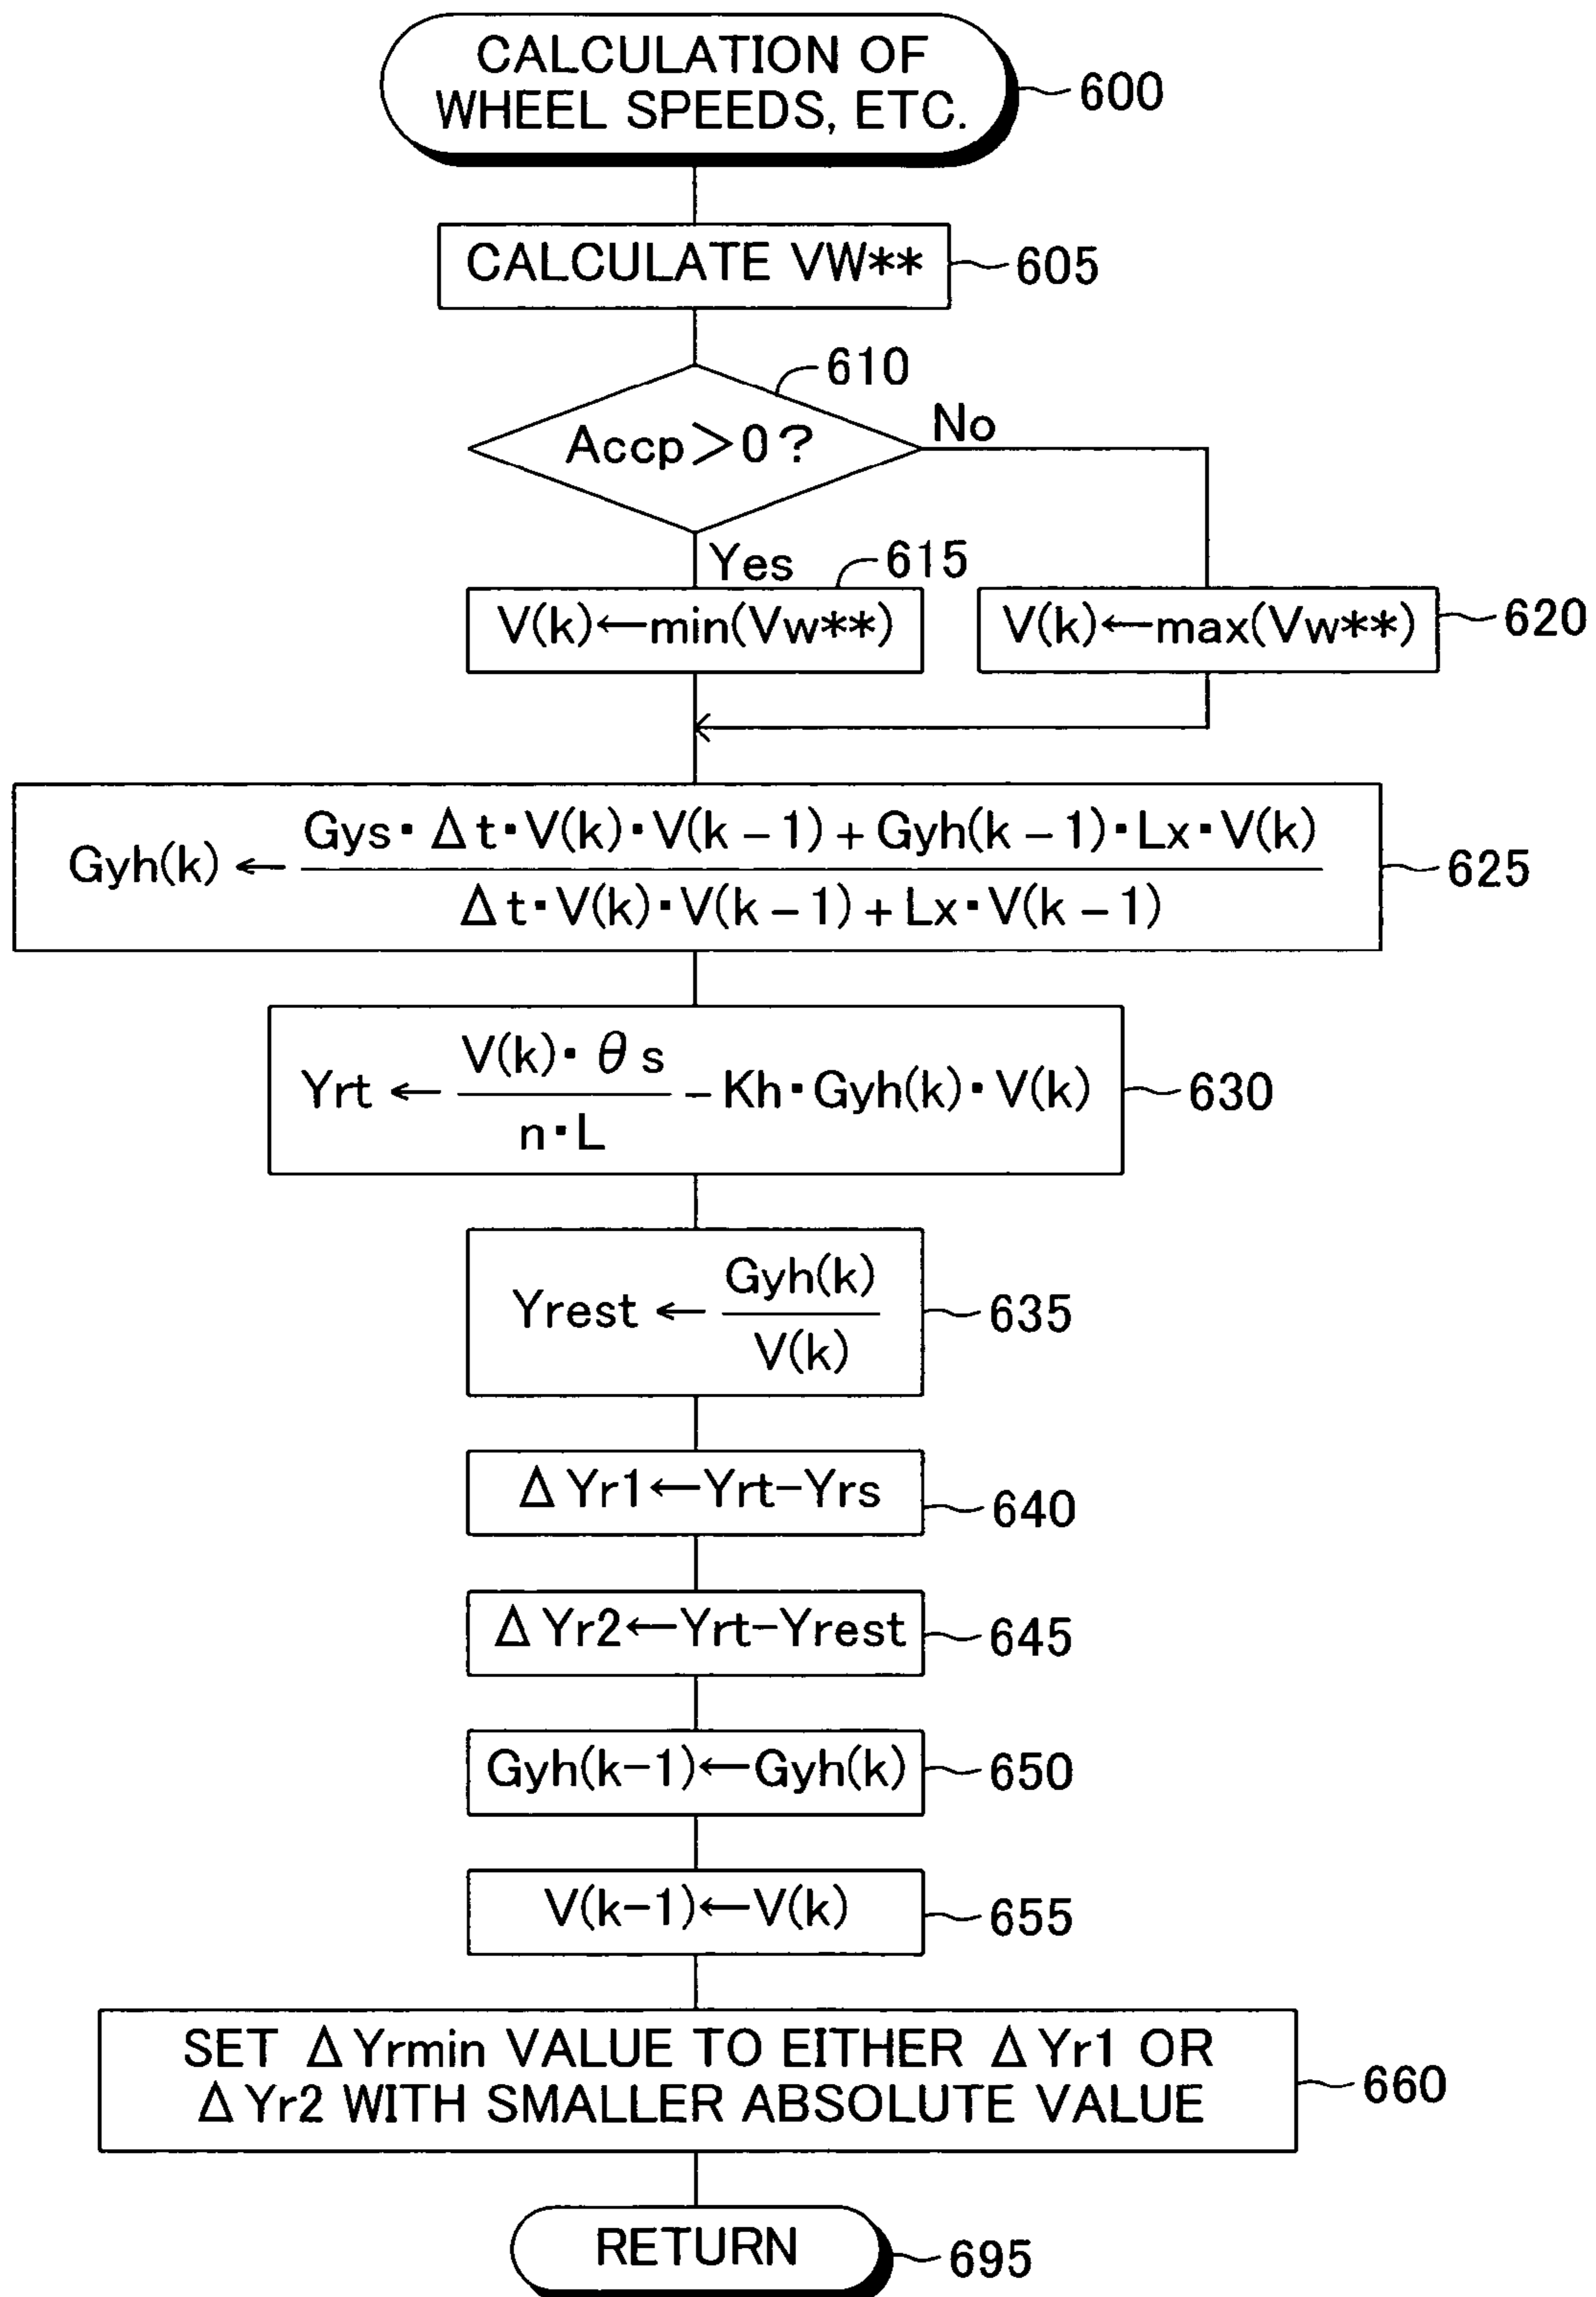 CALCULATION OF
WHEEL SPEEDS, ETC.
600
CALCULATE VW**
605
610
Accp>0?
No
Yes
615
V(k)←min(Vw**)
V(k)←max(Vw**)
620
Gyh(k) ← Gys·Δt·V(k)·V(k−1)+Gyh(k−1)·Lx·V(k)
Δt·V(k)·V(k−1)+Lx·V(k−1)
625
Yrt ← V(k)·θs − Kh·Gyh(k)·V(k)
n·L
630
Yrest ← Gyh(k)
V(k)
635
ΔYr1←Yrt−Yrs
640
ΔYr2←Yrt−Yrest
645
Gyh(k−1)←Gyh(k)
650
V(k−1)←V(k)
655
SET ΔYrmin VALUE TO EITHER ΔYr1 OR
ΔYr2 WITH SMALLER ABSOLUTE VALUE
660
RETURN
695